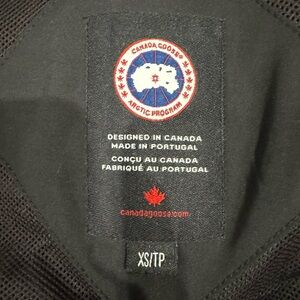 CANADA GOOSE®
ARCTIC PROGRAM
DESIGNED IN CANADA
MADE IN PORTUGAL
CONÇU AU CANADA
FABRIQUÉ AU PORTUGAL
canadagoose.com
XS/TP